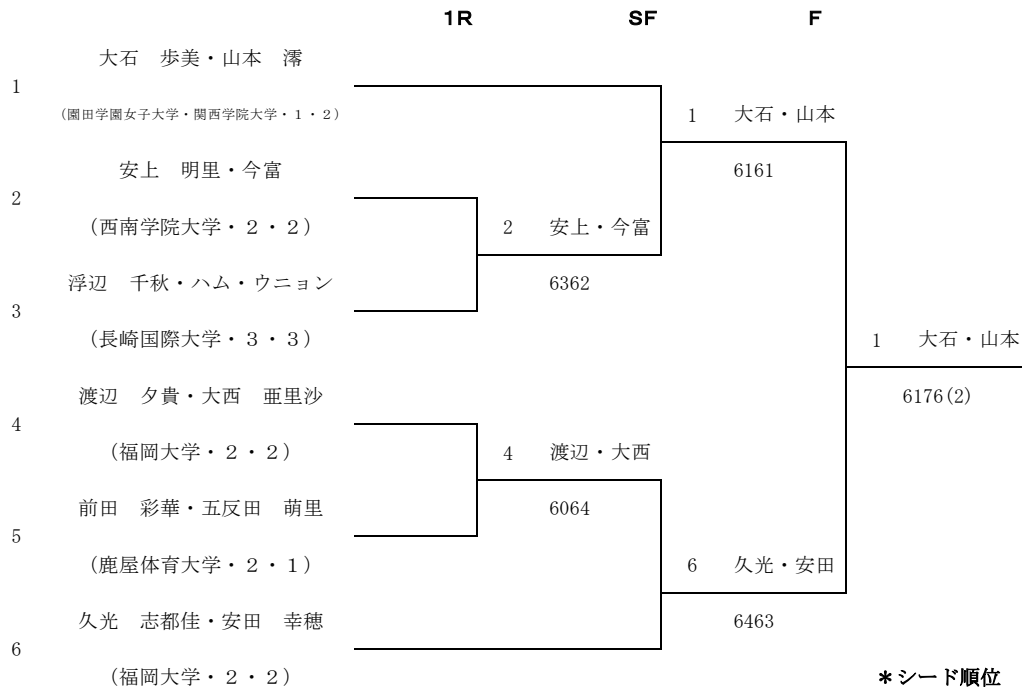 1R SF F
大石　歩美・山本　澪
1
（園田学園女子大学・関西学院大学・１・２）
1 大石・山本
安上　明里・今富
6161
2
（西南学院大学・２・２）
2 安上・今富
浮辺　千秋・ハム・ウニョン
6362
3
（長崎国際大学・３・３）
1 大石・山本
渡辺　夕貴・大西　亜里沙
6176(2)
4
（福岡大学・２・２）
4 渡辺・大西
前田　彩華・五反田　萌里
6064
5
（鹿屋体育大学・２・１）
6 久光・安田
久光　志都佳・安田　幸穂
6463
6
（福岡大学・２・２）
＊シード順位